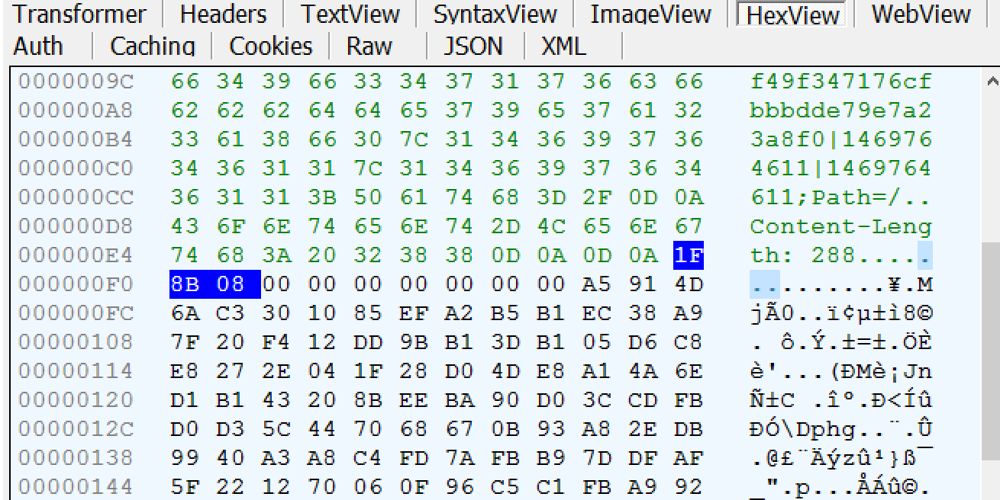 Transformer Headers TextView SyntaxView ImageView HexView WebView
Auth Caching Cookies Raw JSON XML
0000009C 66 34 39 66 33 34 37 31 37 36 63 66 f49f347176cf
000000A8 62 62 62 64 64 65 37 39 65 37 61 32 bbbdde79e7a2
000000B4 33 61 38 66 30 7C 31 34 36 39 37 36 3a8f0|146976
000000C0 34 36 31 31 7C 31 34 36 39 37 36 34 4611|1469764
000000CC 36 31 31 3B 50 61 74 68 3D 2F 0D 0A 611;Path=/..
000000D8 43 6F 6E 74 65 6E 74 2D 4C 65 6E 67 Content-Leng
000000E4 74 68 3A 20 32 38 38 0D 0A 0D 0A 1F th: 288.....
000000F0 8B 08 00 00 00 00 00 00 00 A5 91 4D .........¥.M
000000FC 6A C3 30 10 85 EF A2 B5 B1 EC 38 A9 jÃ0..ï¢µ±ì8©
00000108 7F 20 F4 12 DD 9B B1 3D B1 05 D6 C8 . ô.Ý.±=±.ÖÈ
00000114 E8 27 2E 04 1F 28 D0 4D E8 A1 4A 6E è'...(ÐMè¡Jn
00000120 D1 B1 43 20 8B EE BA 90 D0 3C CD FB Ñ±C .îº.Ð<Íû
0000012C D0 D3 5C 44 70 68 67 0B 93 A8 2E DB ÐÓ\Dphg..¨.Û
00000138 99 40 A3 A8 C4 FD 7A FB B9 7D DF AF .@£¨Äýzû¹}ß¯
00000144 5F 22 12 70 06 0F 96 C5 C1 FB A9 92 _".p...ÅÁû©.